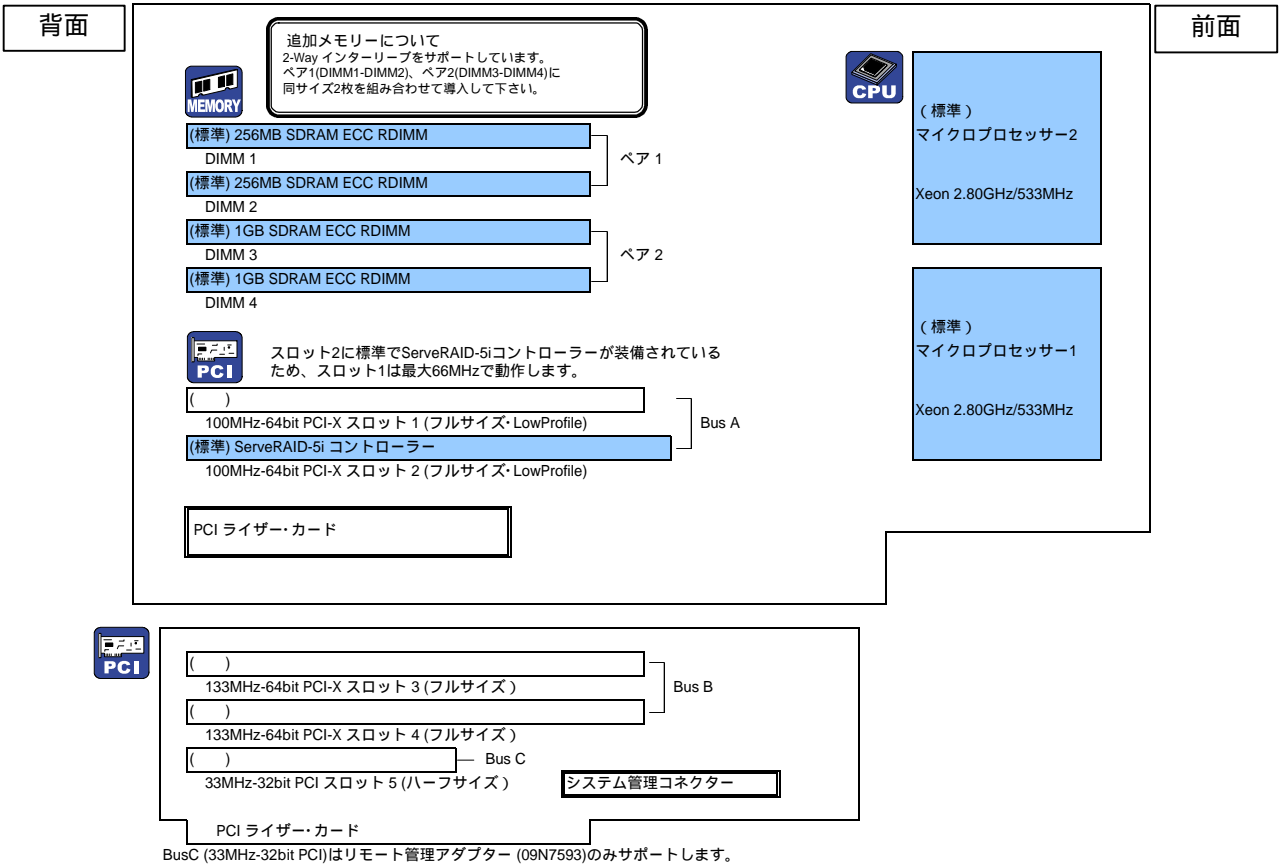 背面
前面
追加メモリーについて
2-Way インターリーブをサポートしています。
ペア1(DIMM1-DIMM2)、ペア2(DIMM3-DIMM4)に
同サイズ2枚を組み合わせて導入して下さい。
MEMORY
(標準) 256MB SDRAM ECC RDIMM
DIMM 1
ペア 1
(標準) 256MB SDRAM ECC RDIMM
DIMM 2
(標準) 1GB SDRAM ECC RDIMM
DIMM 3
ペア 2
(標準) 1GB SDRAM ECC RDIMM
DIMM 4
CPU
(標準)
マイクロプロセッサー2
Xeon 2.80GHz/533MHz
(標準)
マイクロプロセッサー1
Xeon 2.80GHz/533MHz
PCI
スロット2に標準でServeRAID-5iコントローラーが装備されている
ため、スロット1は最大66MHzで動作します。
( )
100MHz-64bit PCI-X スロット 1 (フルサイズ・LowProfile)
Bus A
(標準) ServeRAID-5i コントローラー
100MHz-64bit PCI-X スロット 2 (フルサイズ・LowProfile)
PCI ライザー・カード
PCI
( )
133MHz-64bit PCI-X スロット 3 (フルサイズ)
Bus B
( )
133MHz-64bit PCI-X スロット 4 (フルサイズ)
( )
Bus C
33MHz-32bit PCI スロット 5 (ハーフサイズ)
システム管理コネクター
PCI ライザー・カード
BusC (33MHz-32bit PCI)はリモート管理アダプター (09N7593)のみサポートします。